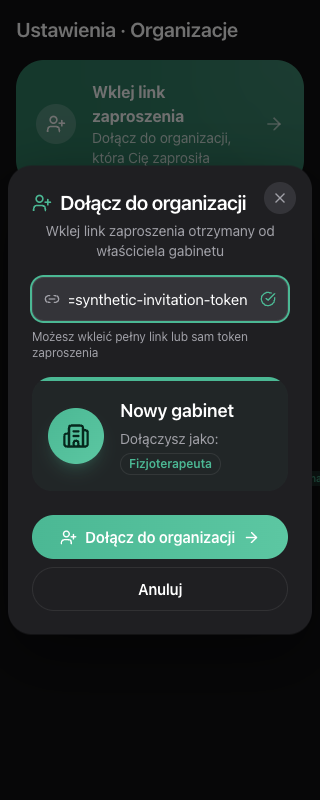 Ustawienia · Organizacje
Wklej link
zaproszenia
Dołącz do organizacji,
która Cię zaprosiła
Dołącz do organizacji
Wklej link zaproszenia otrzymany od
właściciela gabinetu
=synthetic-invitation-token
Możesz wkleić pełny link lub sam token
zaproszenia
Nowy gabinet
Dołączysz jako:
Fizjoterapeuta
Dołącz do organizacji
Anuluj